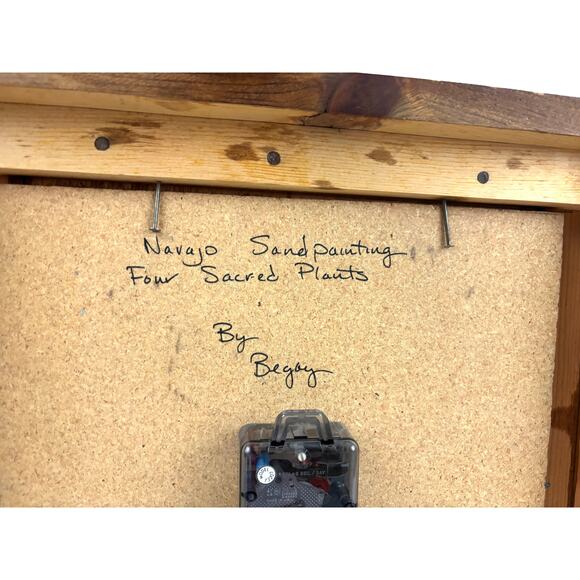 Navajo Sandpainting
Four Sacred Plants
By
Begay